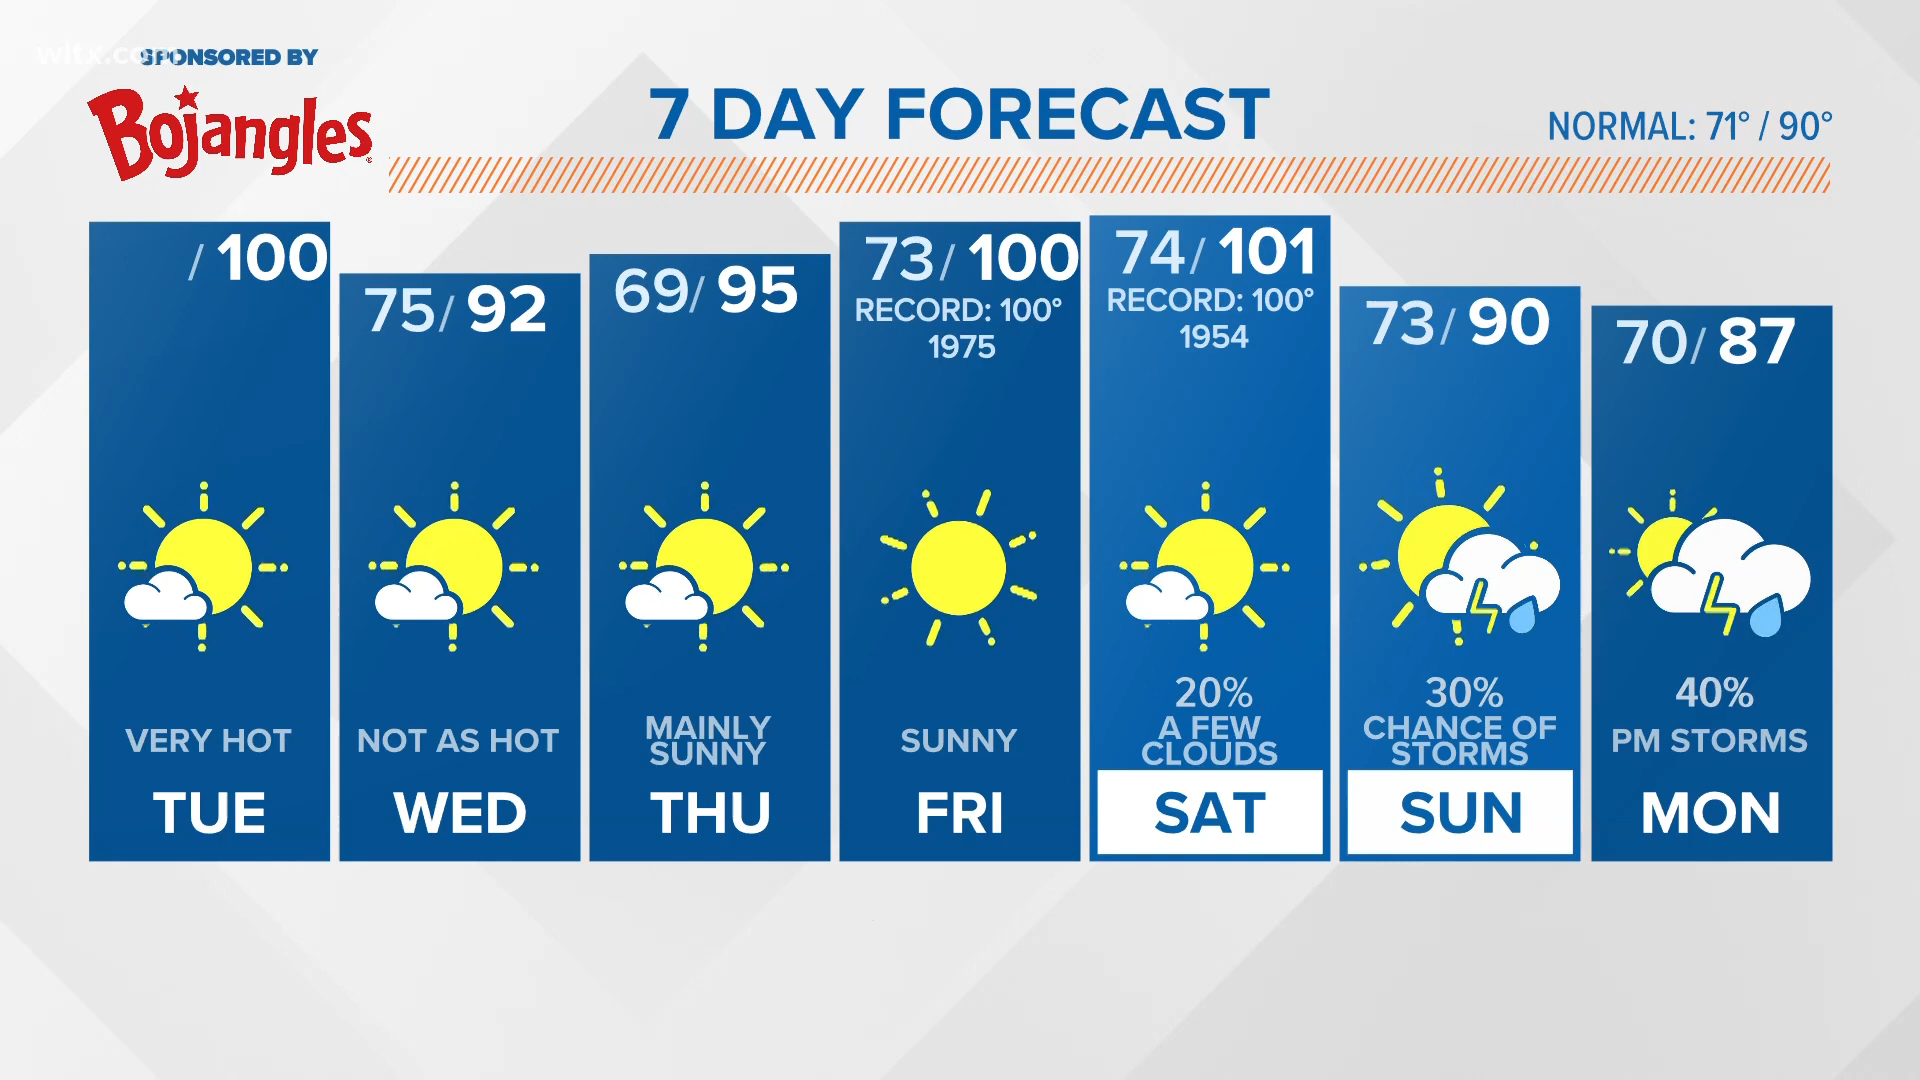 wltx.com
SPONSORED BY
Bojangles
7 DAY FORECAST
NORMAL: 71° / 90°
/ 100
75/ 92
69/ 95
73/ 100
RECORD: 100°
1975
74/ 101
RECORD: 100°
1954
73/ 90
70/ 87
VERY HOT
TUE
NOT AS HOT
WED
MAINLY
SUNNY
THU
SUNNY
FRI
20%
A FEW
CLOUDS
SAT
30%
CHANCE OF
STORMS
SUN
40%
PM STORMS
MON